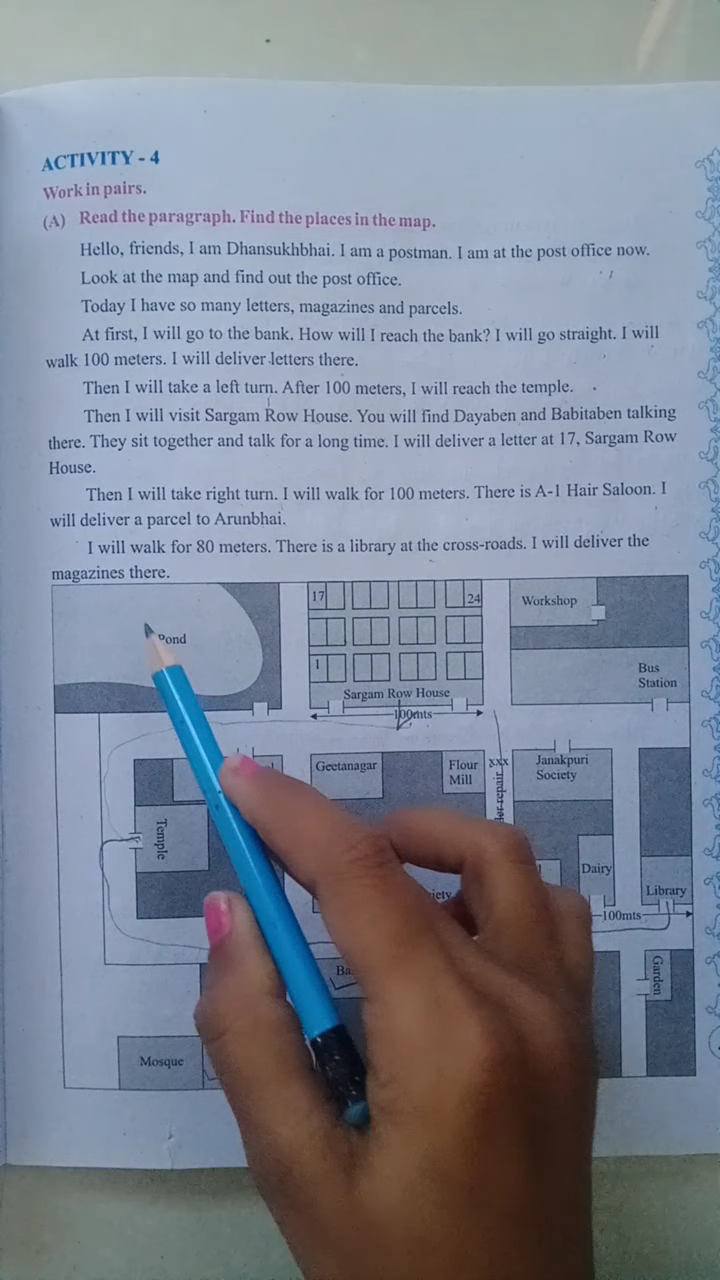 ACTIVITY - 4
Work in pairs.
(A) Read the paragraph. Find the places in the map.
Hello, friends, I am Dhansukhbhai. I am a postman. I am at the post office now.
Look at the map and find out the post office.
Today I have so many letters, magazines and parcels.
At first, I will go to the bank. How will I reach the bank? I will go straight. I will
walk 100 meters. I will deliver letters there.
Then I will take a left turn. After 100 meters, I will reach the temple.
Then I will visit Sargam Row House. You will find Dayaben and Babitaben talking
there. They sit together and talk for a long time. I will deliver a letter at 17, Sargam Row
House.
Then I will take right turn. I will walk for 100 meters. There is A-1 Hair Saloon. I
will deliver a parcel to Arunbhai.
I will walk for 80 meters. There is a library at the cross-roads. I will deliver the
magazines there.
17
24
Workshop
Pond
1
Bus
Station
Sargam Row House
100mts
Geetanagar
Flour
Mill
xxx
Janakpuri
Society
repair
Temple
Dairy
Library
100mts
Garden
Mosque